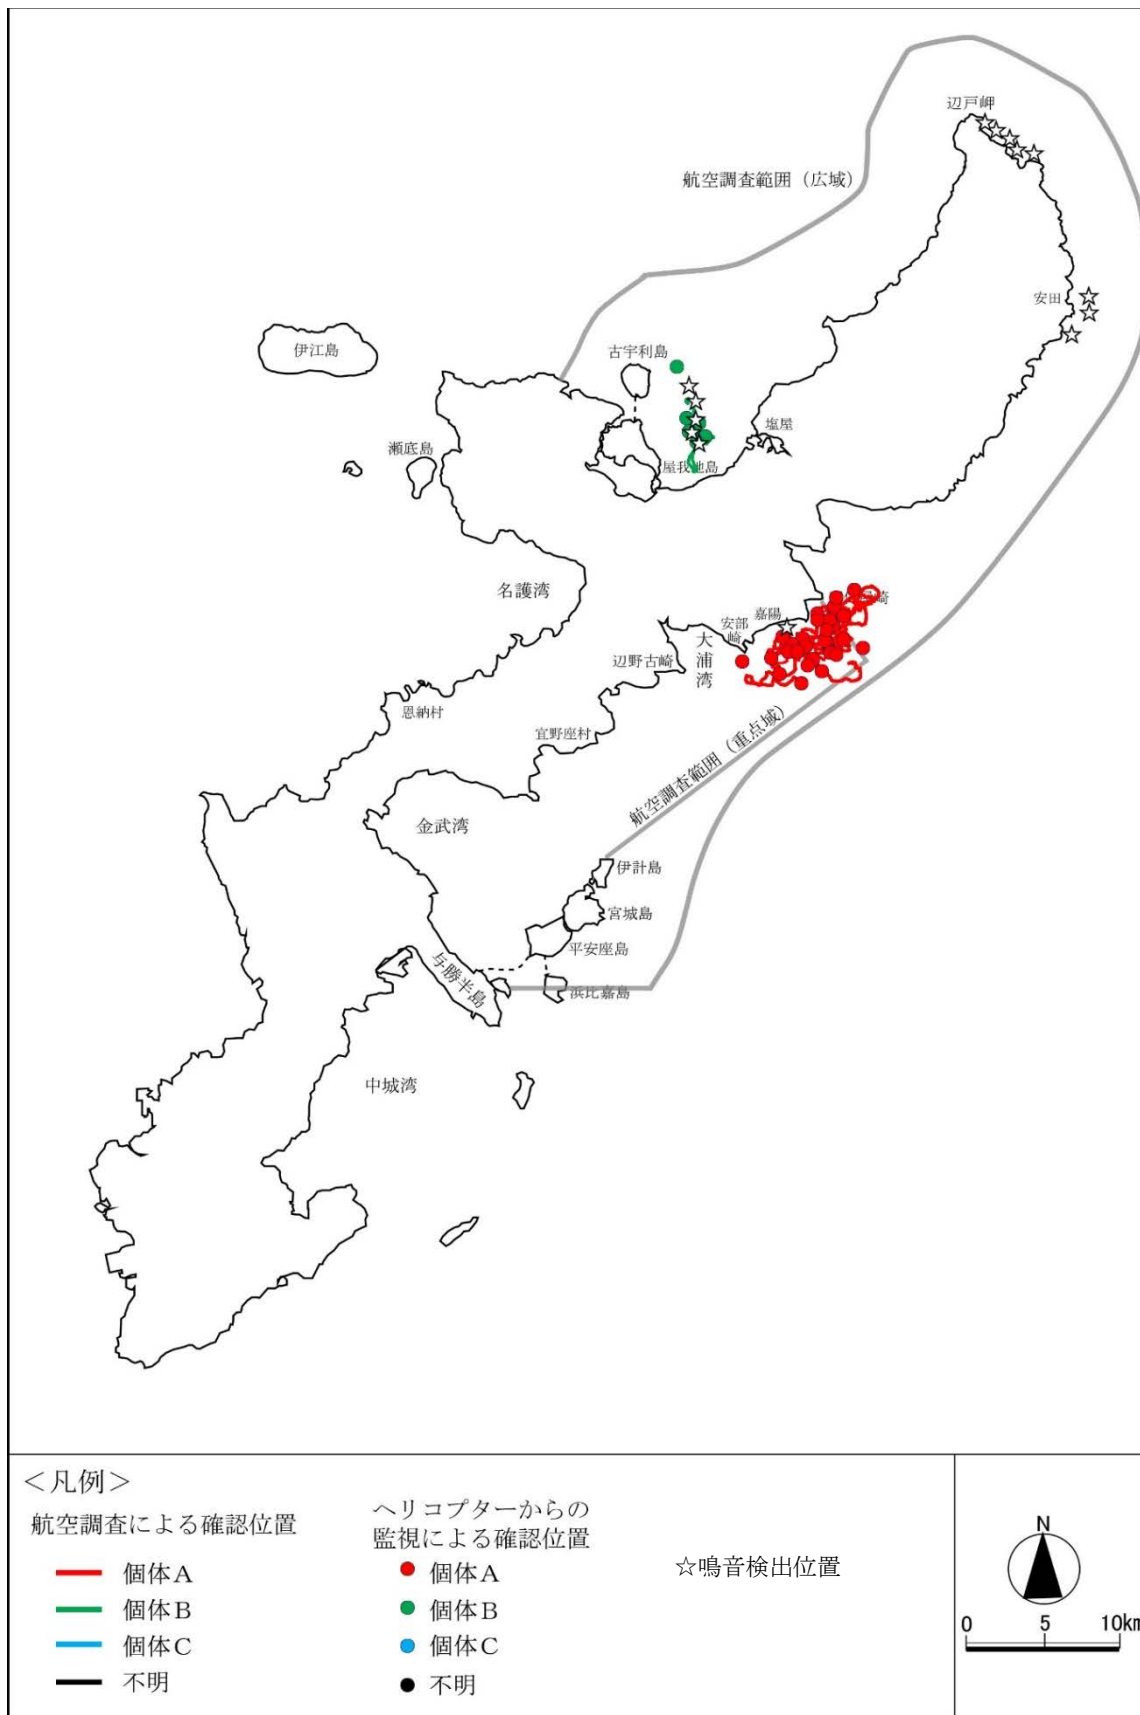 辺戸岬
航空調査範囲（広域）
安田
伊江島
古宇利島
塩屋
瀬底島
屋我地島
名護湾
嘉陽
安部
崎
大浦湾
辺野古崎
恩納村
宜野座村
航空調査範囲（重点域）
金武湾
伊計島
宮城島
平安座島
与勝半島
浜比嘉島
中城湾
＜凡例＞
航空調査による確認位置
個体A
個体B
個体C
不明
ヘリコプターからの
監視による確認位置
個体A
個体B
個体C
不明
☆鳴音検出位置
N
0 5 10km